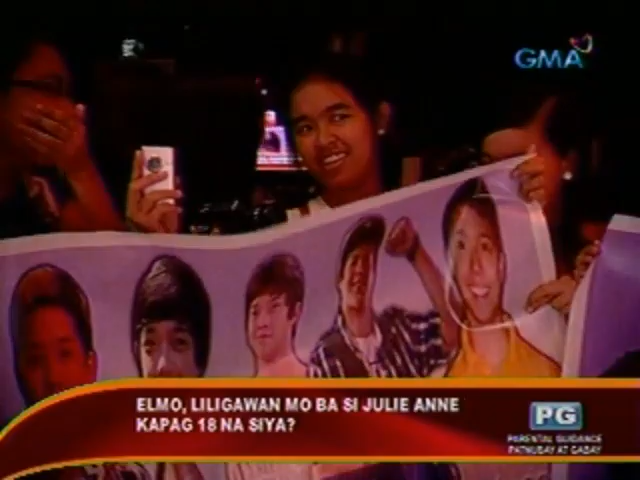 GMA
ELMO, LILIGAWAN MO BA SI JULIE ANNE
KAPAG 18 NA SIYA?
PG
PARENTAL GUIDANCE
PATNUBAY AT GABAY